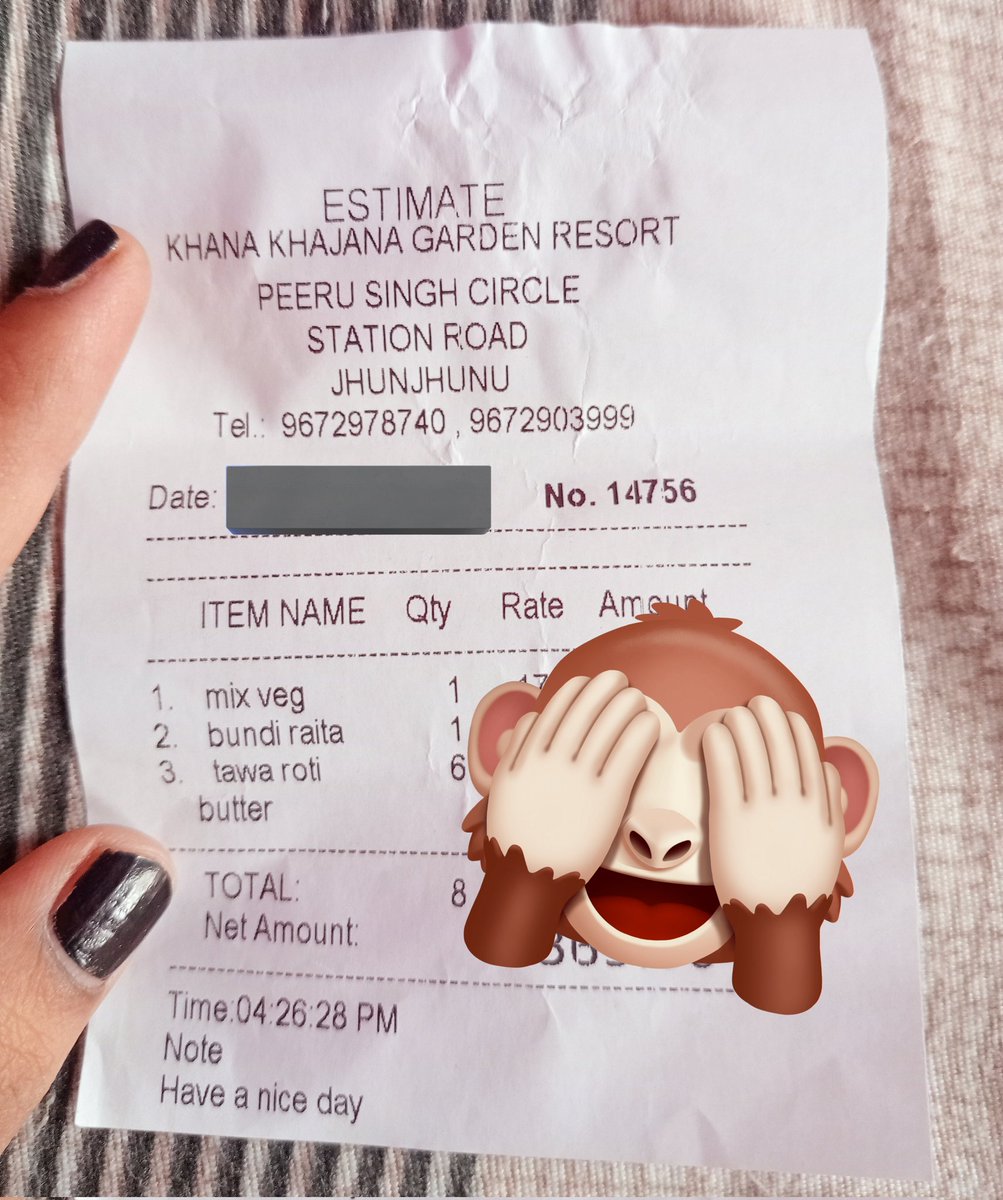 ESTIMATE
KHANA KHAJANA GARDEN RESORT
PEERU SINGH CIRCLE
STATION ROAD
JHUNJHUNU
Tel.: 9672978740 , 9672903999
Date: No. 14756
ITEM NAME Qty Rate Amount
1. mix veg 1
2. bundi raita 1
3. tawa roti 6
butter
TOTAL: 8
Net Amount:
Time:04:26:28 PM
Note
Have a nice day